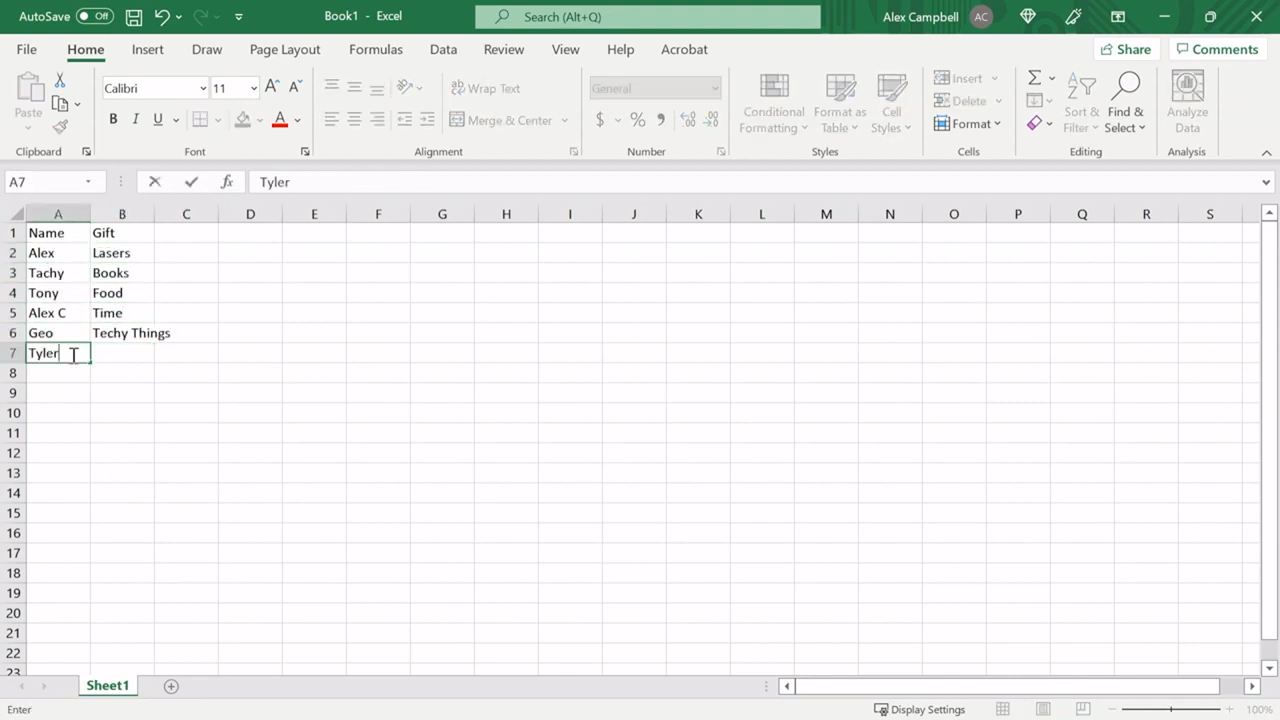 AutoSave Off Book1 - Excel Search (Alt+Q) Alex Campbell AC
File Home Insert Draw Page Layout Formulas Data Review View Help Acrobat Share Comments
Calibri 11 Wrap Text General Insert
Paste Conditional Format as Cell Delete Sort & Find & Analyze
B I U A Merge & Center $ % Formatting Table Styles Format Filter Select Data
Clipboard Font Alignment Number Styles Cells Editing Analysis
A7 fx Tyler
A B C D E F G H I J K L M N O P Q R S
1 Name Gift
2 Alex Lasers
3 Tachy Books
4 Tony Food
5 Alex C Time
6 Geo Techy Things
7 Tyler
8
9
10
11
12
13
14
15
16
17
18
19
20
21
22
23
Sheet1
Enter Display Settings 100%